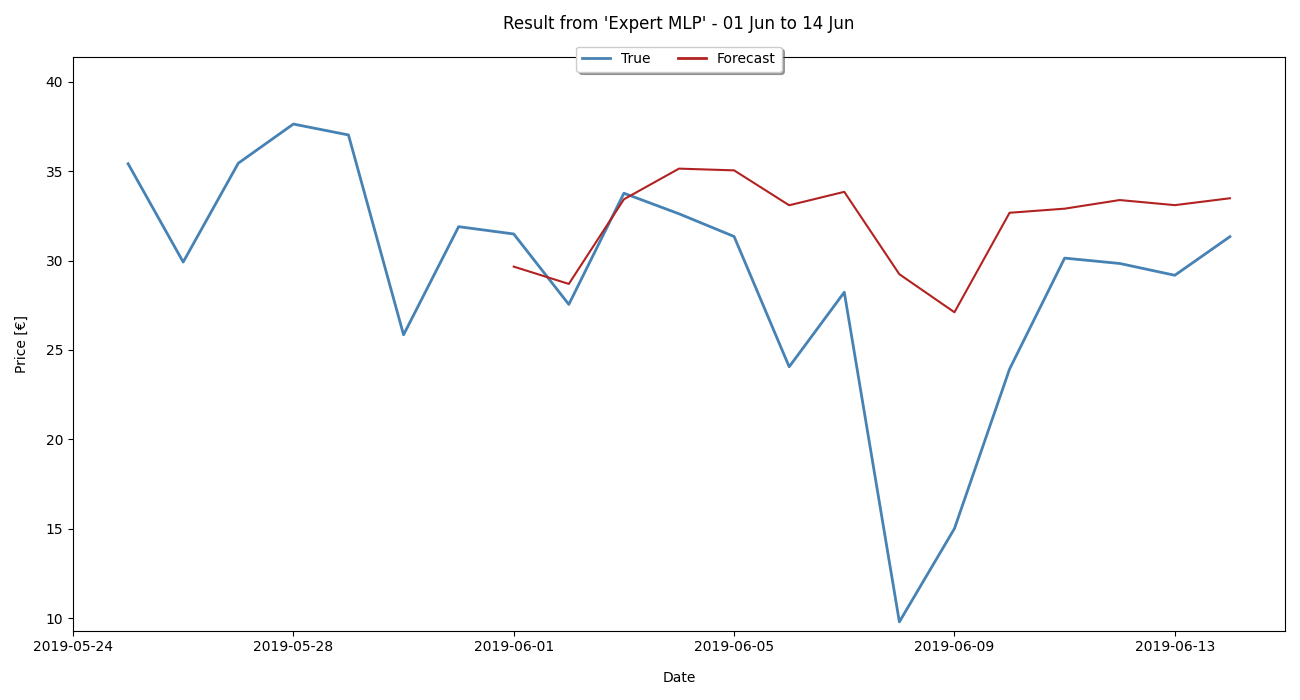 Result from 'Expert MLP' - 01 Jun to 14 Jun
True Forecast
40
35
30
25
20
15
10
Price [€]
2019-05-24 2019-05-28 2019-06-01 2019-06-05 2019-06-09 2019-06-13
Date